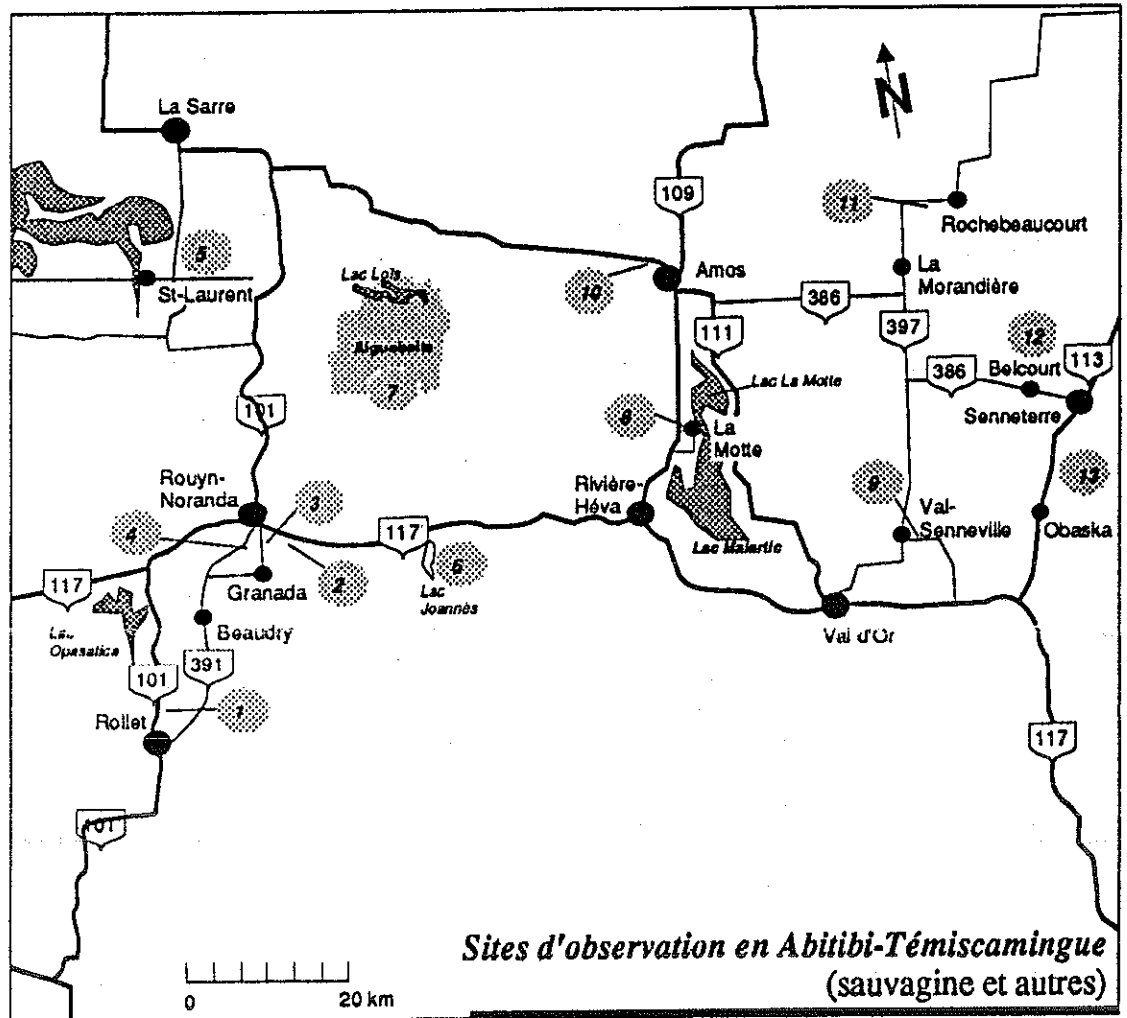 N
La Sarre
109
11
Rochebeaucourt
5
St-Laurent
Lac Loïs
10
Amos
La
Morandière
386
111
397
12
Belcourt
386
113
Senneterre
7
101
Lac La Motte
8
La
Motte
Rouyn-
Noranda
3
4
2
117
Rivière-
Héva
Lac Malartic
9
Val-
Senneville
13
Obaska
117
Granada
6
Lac
Joannès
Beaudry
Opasatica
101
391
Val d'Or
Rollet
1
117
101
Sites d'observation en Abitibi-Témiscamingue
(sauvagine et autres)
0
20 km